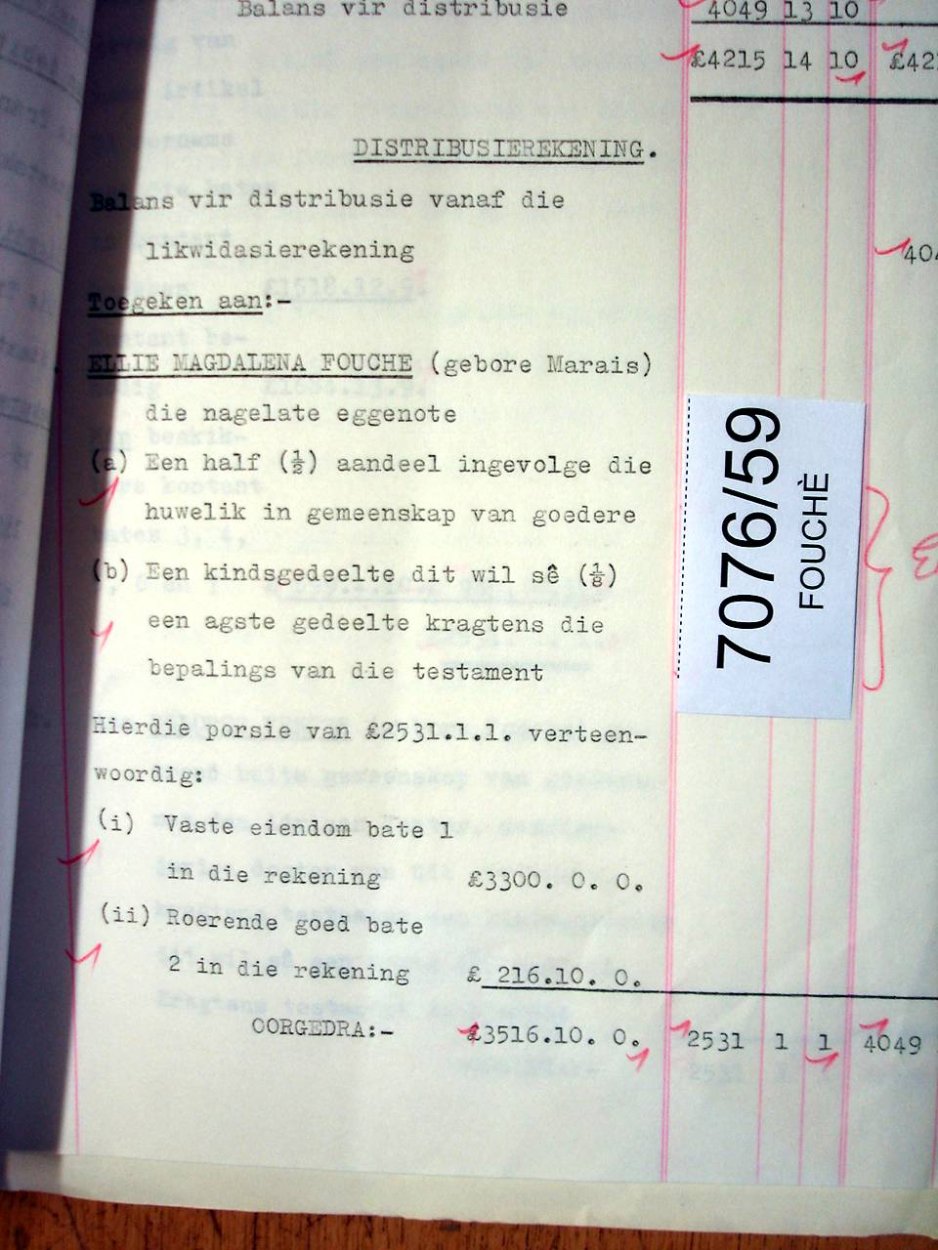 Balans vir distribusie 4049 13 10
£4215 14 10 £42
DISTRIBUSIEREKENING.
Balans vir distribusie vanaf die
likwidasierekening 404
Toegeken aan:-
ELLIE MAGDALENA FOUCHE (gebore Marais)
die nagelate eggenote
(a) Een half (½) aandeel ingevolge die
huwelik in gemeenskap van goedere
(b) Een kindsgedeelte dit wil sê (⅛)
een agste gedeelte kragtens die
bepalings van die testament
7076/59
FOUCHÈ
Hierdie porsie van £2531.1.1. verteen-
woordig:
(i) Vaste eiendom bate 1
in die rekening £3300. 0. 0.
(ii) Roerende goed bate
2 in die rekening £ 216.10. 0.
OORGEDRA:- £3516.10. 0. 2531 1 1 4049